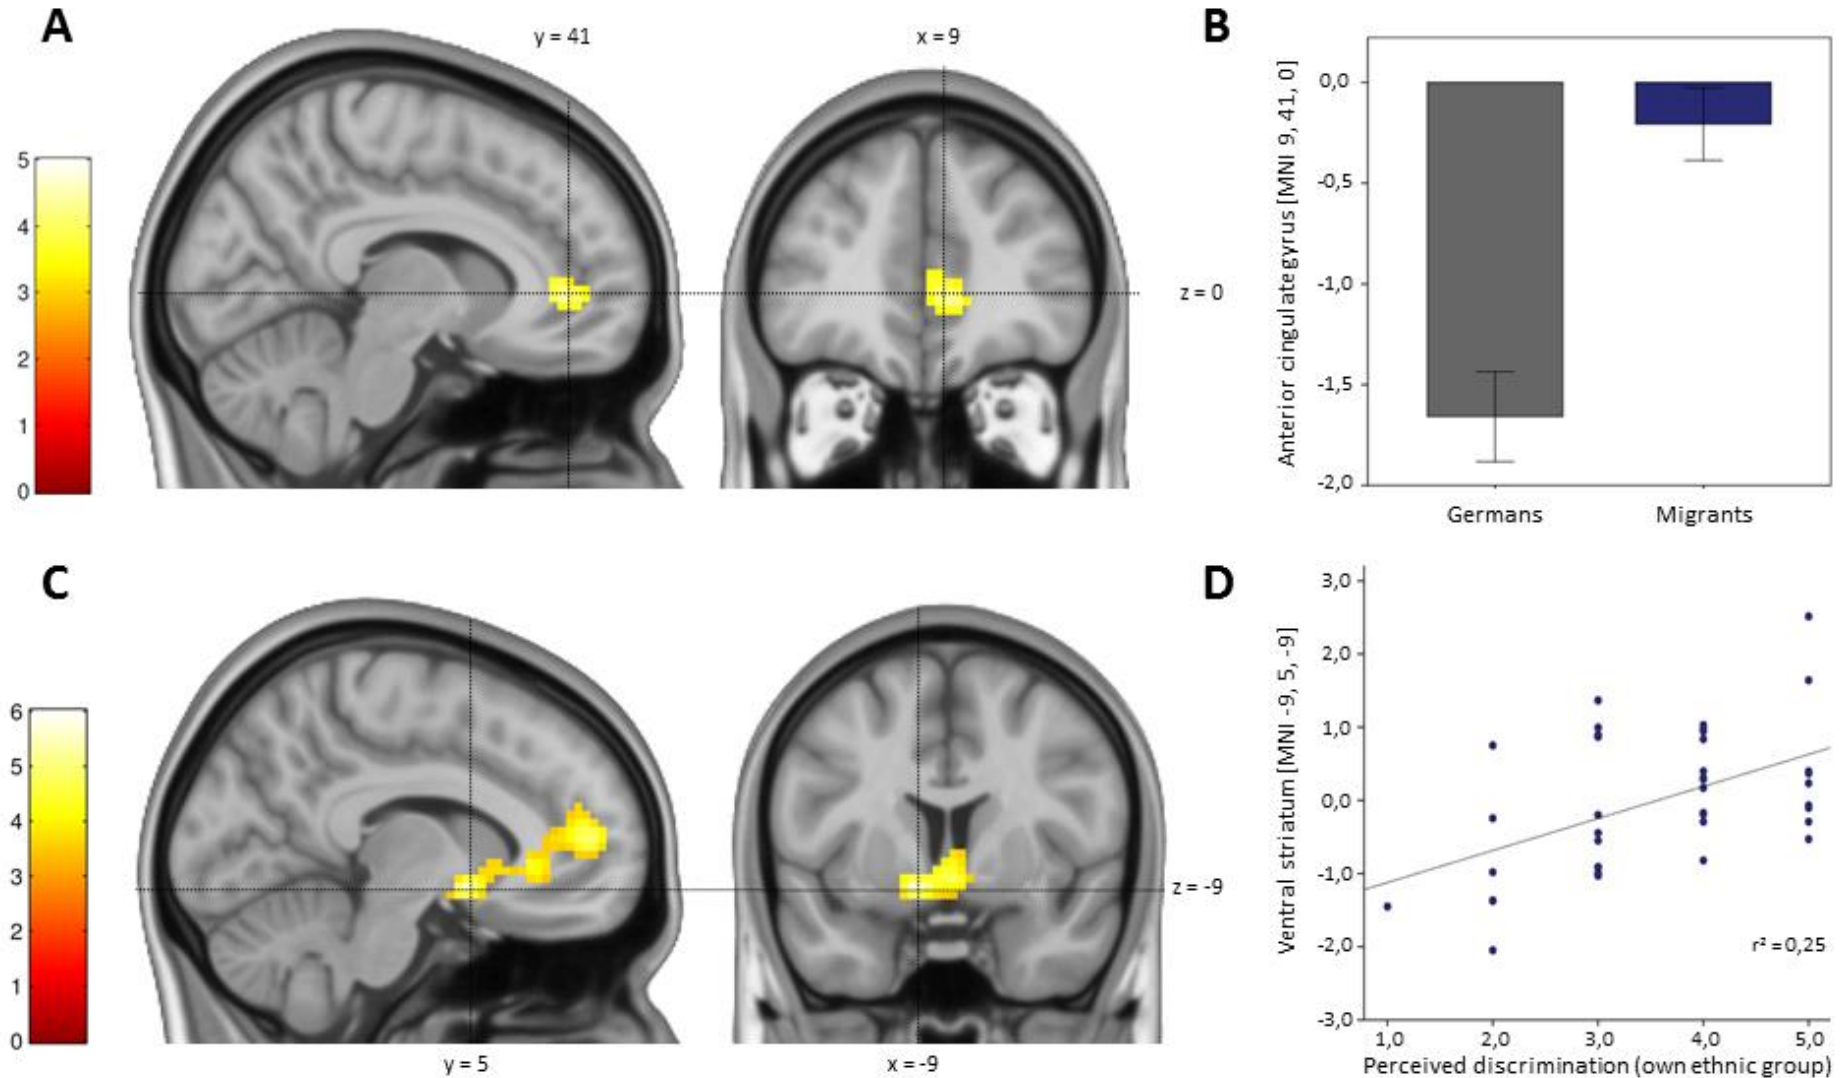 A
y = 41
x = 9
5
4
3
2
1
0
z = 0
B
Anterior cingulategyrus [MNI 9, 41, 0]
0,0
-0,5
-1,0
-1,5
-2,0
Germans
Migrants
C
6
5
4
3
2
1
0
y = 5
x = -9
z = -9
D
Ventral striatum [MNI -9, 5, -9]
3,0
2,0
1,0
0,0
-1,0
-2,0
-3,0
r² = 0,25
1,0 2,0 3,0 4,0 5,0
Perceived discrimination (own ethnic group)